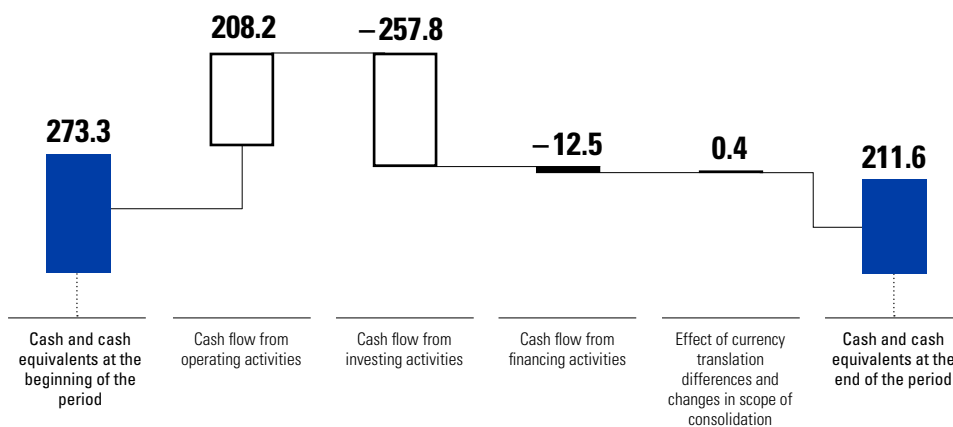 273.3
208.2
–257.8
–12.5
0.4
211.6
Cash and cash
equivalents at the
beginning of the
period
Cash flow from
operating activities
Cash flow from
investing activities
Cash flow from
financing activities
Effect of currency
translation
differences and
changes in scope of
consolidation
Cash and cash
equivalents at the
end of the period